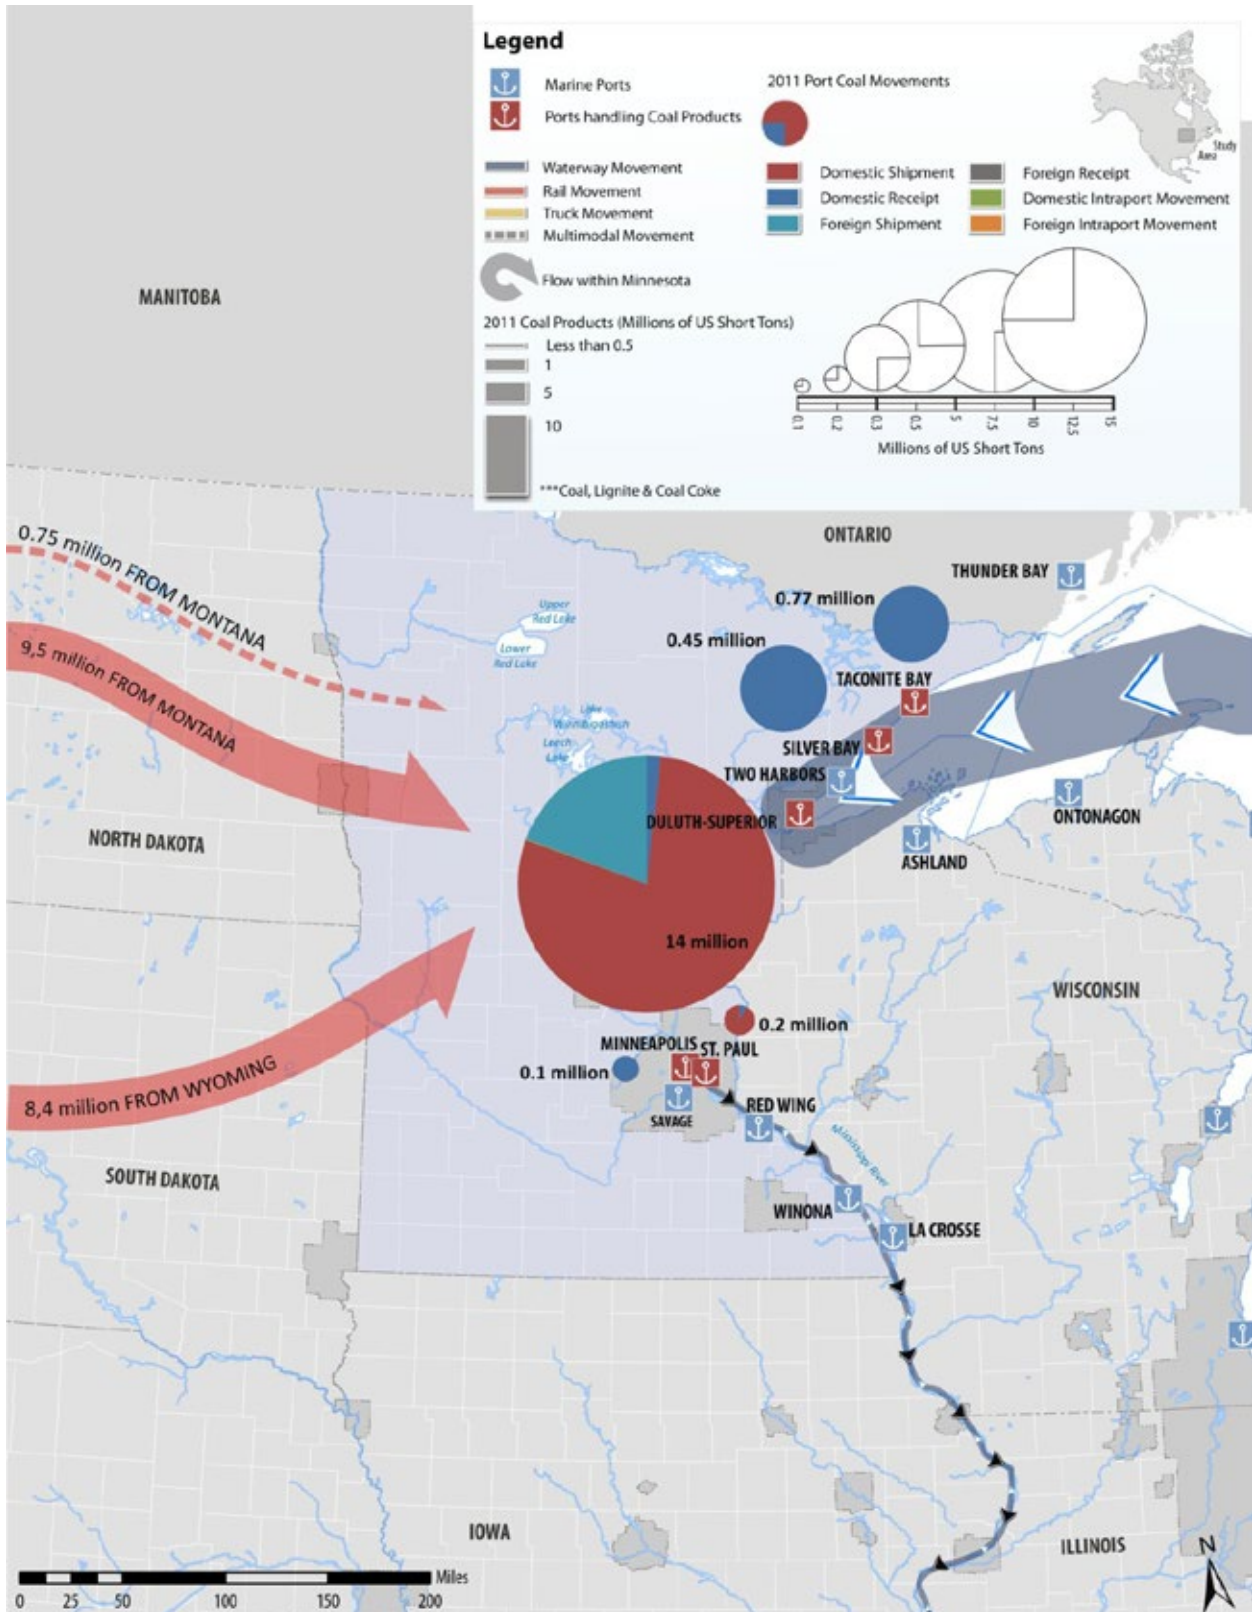 Legend
Marine Ports
Ports handling Coal Products
Waterway Movement
Rail Movement
Truck Movement
Multimodal Movement
Flow within Minnesota
2011 Coal Products (Millions of US Short Tons)
Less than 0.5
1
5
10
***Coal, Lignite & Coal Coke
2011 Port Coal Movements
Domestic Shipment
Domestic Receipt
Foreign Shipment
Foreign Receipt
Domestic Intraport Movement
Foreign Intraport Movement
Study
Area
0.1
0.2
0.3
0.5
5
7.5
10
12.5
15
Millions of US Short Tons
MANITOBA
ONTARIO
THUNDER BAY
0.75 million FROM MONTANA
9,5 million FROM MONTANA
Upper
Red Lake
Lower
Red Lake
Lake
Winnibigoshish
Leech
Lake
0.77 million
0.45 million
TACONITE BAY
SILVER BAY
TWO HARBORS
DULUTH-SUPERIOR
ONTONAGON
ASHLAND
NORTH DAKOTA
14 million
WISCONSIN
0.2 million
MINNEAPOLIS
ST. PAUL
0.1 million
8,4 million FROM WYOMING
SAVAGE
RED WING
Mississippi River
SOUTH DAKOTA
WINONA
LA CROSSE
IOWA
ILLINOIS
N
Miles
0 25 50 100 150 200